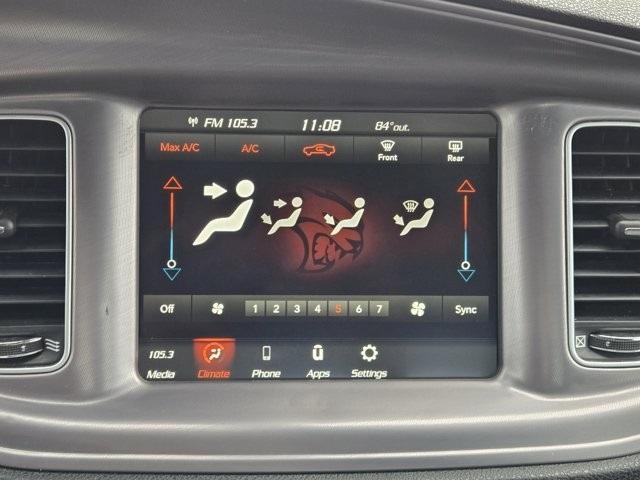 FM 105.3 11:08 84°out.
Max A/C A/C Front Rear
Off 1 2 3 4 5 6 7 Sync
105.3
Media Climate Phone Apps Settings